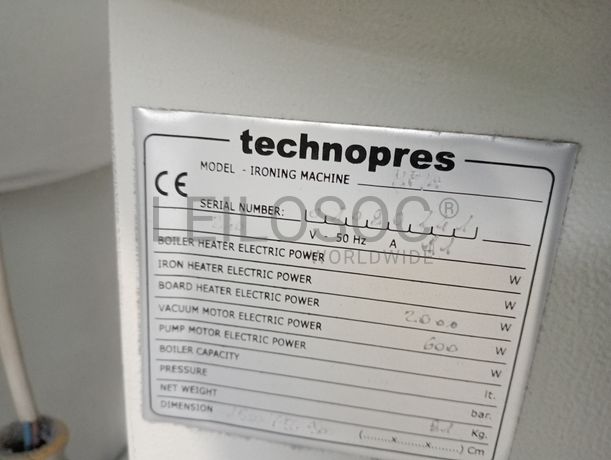 technopres
MODEL - IRONING MACHINE
CE
SERIAL NUMBER:
V - 50 Hz A
LEILOSOC®
WORLDWIDE
BOILER HEATER ELECTRIC POWER W
IRON HEATER ELECTRIC POWER W
BOARD HEATER ELECTRIC POWER W
VACUUM MOTOR ELECTRIC POWER 2000 W
PUMP MOTOR ELECTRIC POWER 600 W
BOILER CAPACITY lt.
PRESSURE bar.
NET WEIGHT Kg.
DIMENSION (........x........x........) Cm